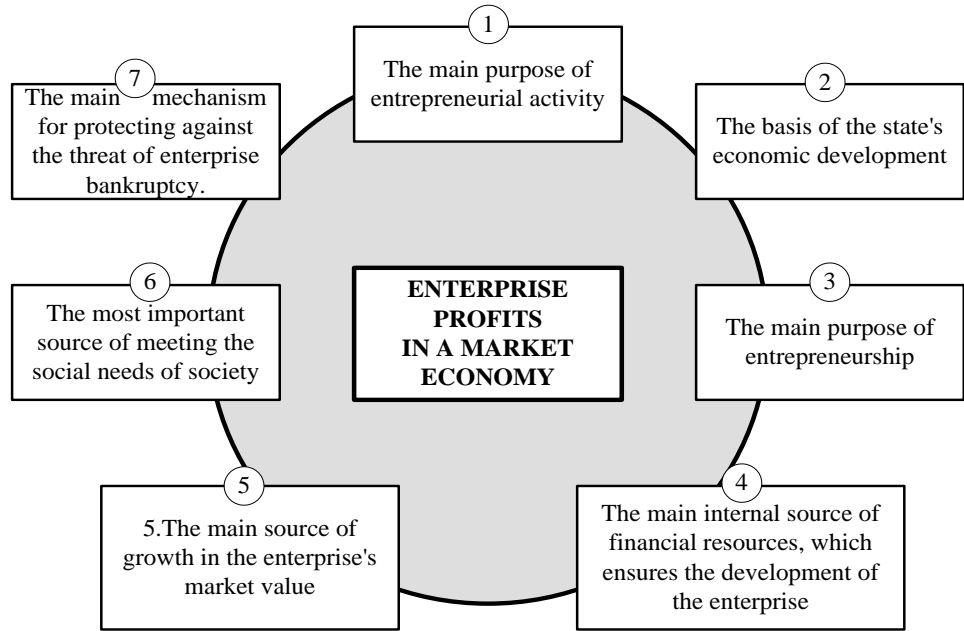 1
The main purpose of
entrepreneurial activity
2
The basis of the state's
economic development
3
The main purpose of
entrepreneurship
4
The main internal source of
financial resources, which
ensures the development of
the enterprise
5
5.The main source of
growth in the enterprise's
market value
6
The most important
source of meeting the
social needs of society
7
The main mechanism
for protecting against
the threat of enterprise
bankruptcy.
ENTERPRISE
PROFITS
IN A MARKET
ECONOMY